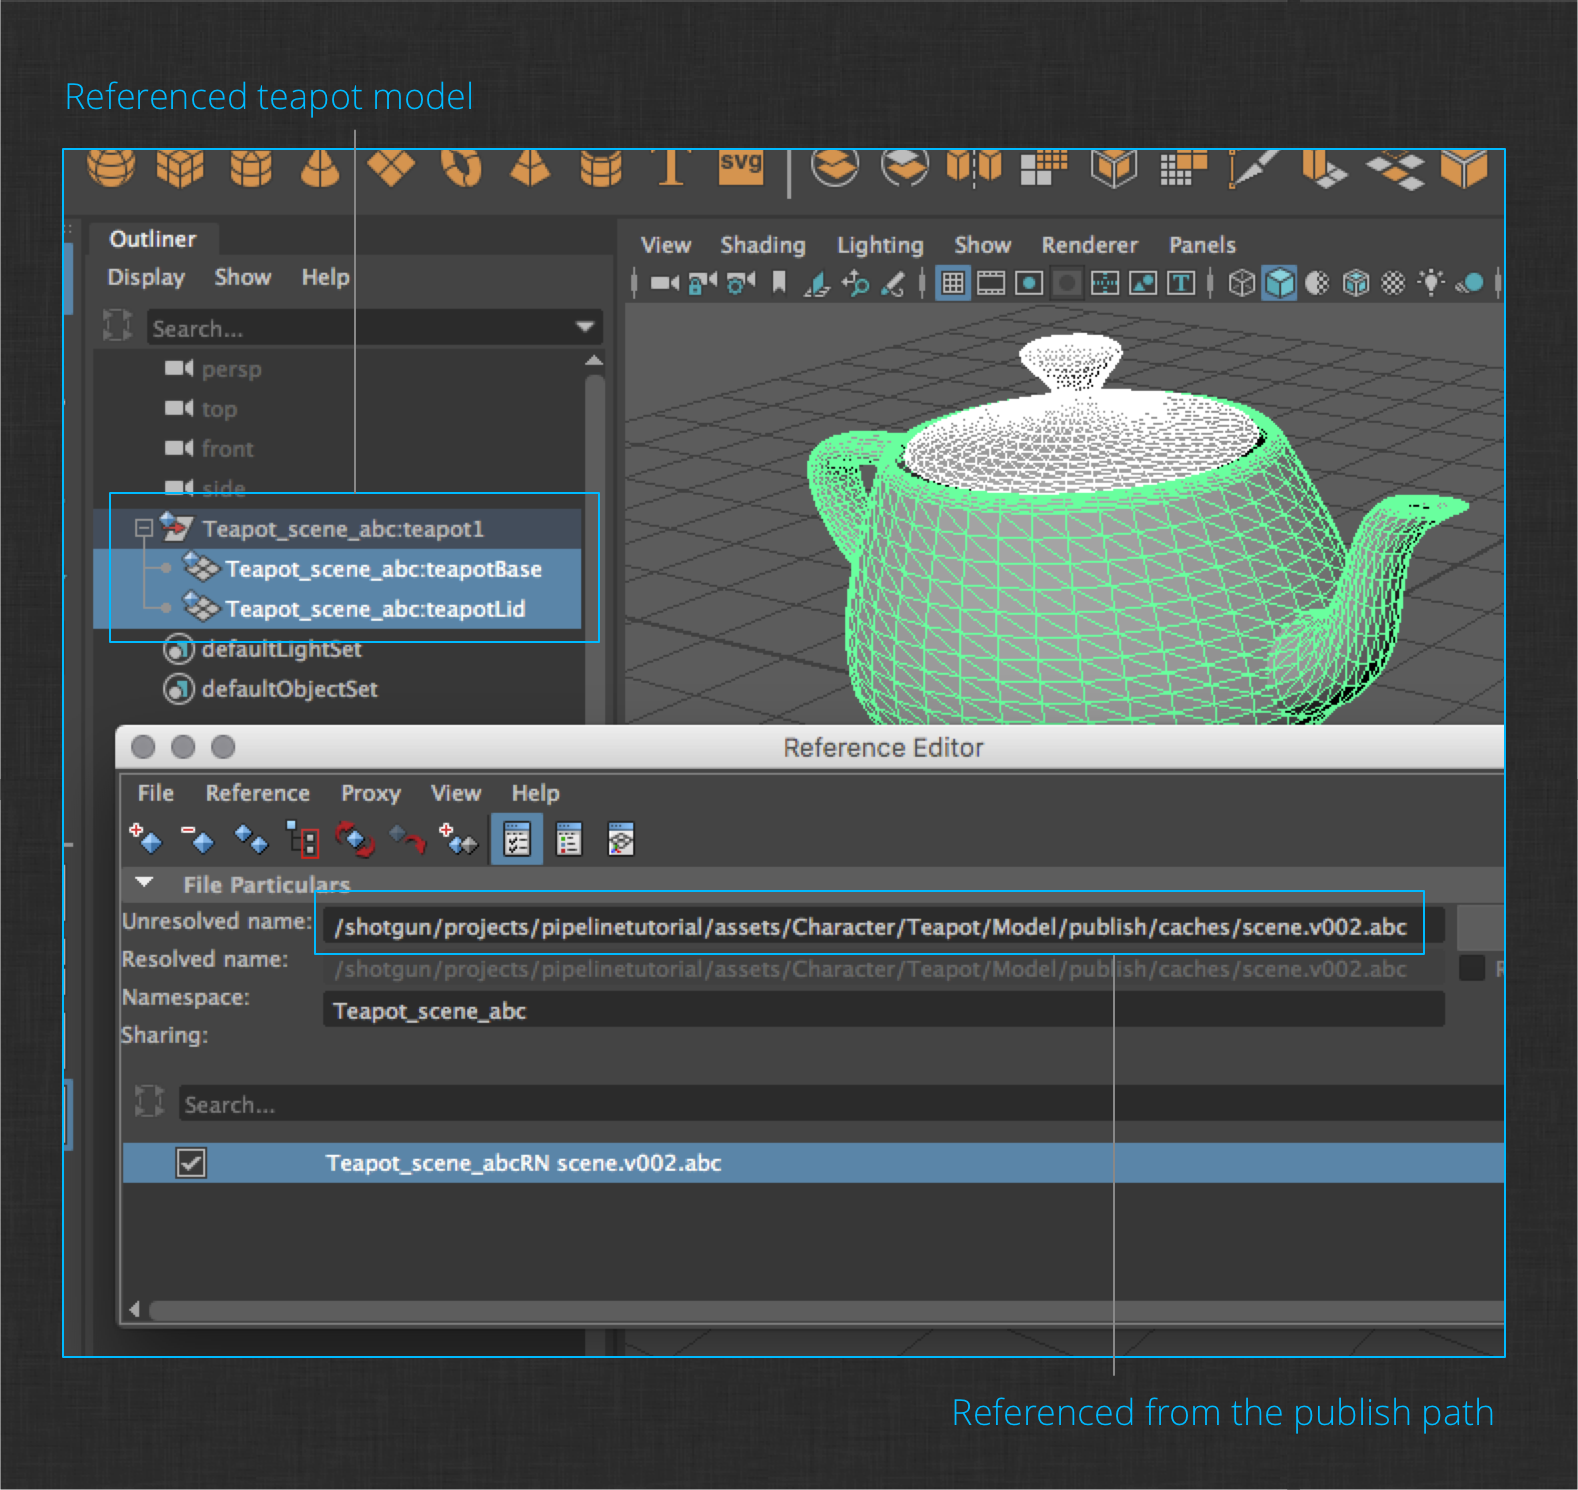 Referenced teapot model
T
svg
Outliner
Display Show Help
Search...
persp
top
front
side
Teapot_scene_abc:teapot1
Teapot_scene_abc:teapotBase
Teapot_scene_abc:teapotLid
defaultLightSet
defaultObjectSet
View Shading Lighting Show Renderer Panels
T
Reference Editor
File Reference Proxy View Help
File Particulars
Unresolved name: /shotgun/projects/pipelinetutorial/assets/Character/Teapot/Model/publish/caches/scene.v002.abc
Resolved name: /shotgun/projects/pipelinetutorial/assets/Character/Teapot/Model/publish/caches/scene.v002.abc
Namespace: Teapot_scene_abc
Sharing:
Search...
Teapot_scene_abcRN scene.v002.abc
Referenced from the publish path